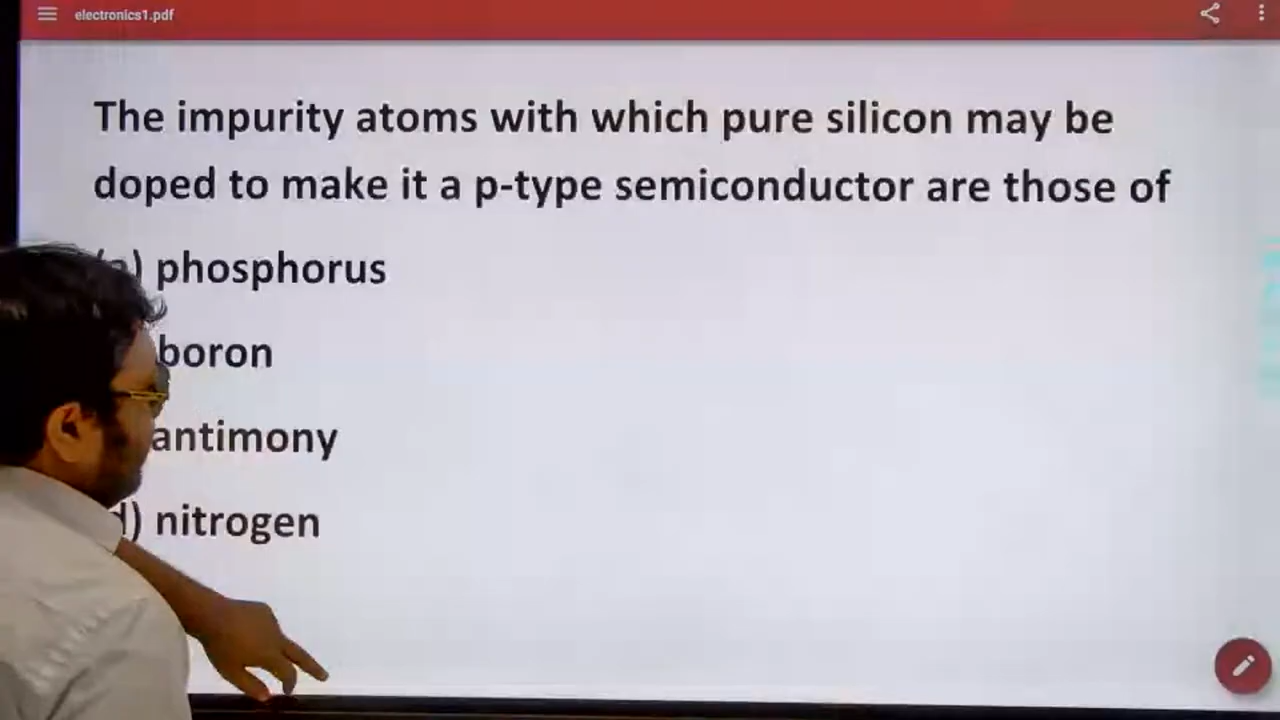 electronics1.pdf
The impurity atoms with which pure silicon may be
doped to make it a p-type semiconductor are those of
(a) phosphorus
boron
antimony
d) nitrogen